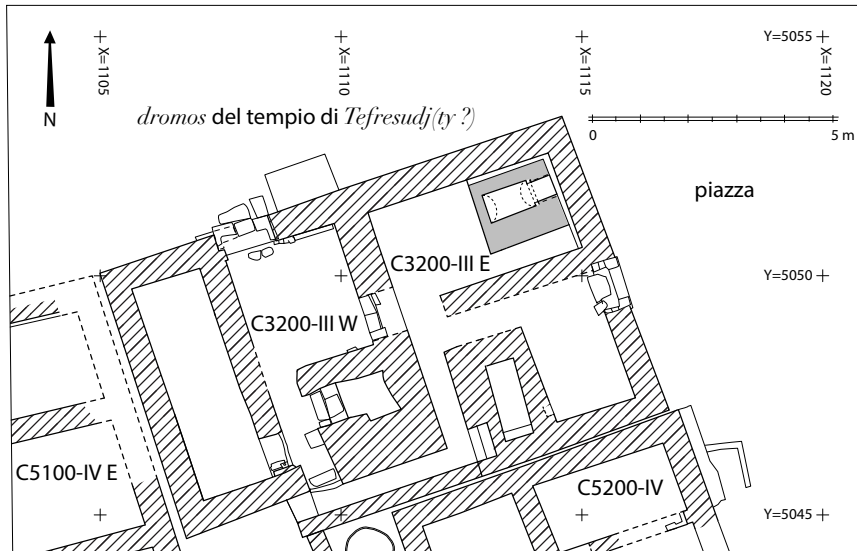 X=1105
X=1110
X=1115
Y=5055
X=1120
N
dromos del tempio di Tefresudj(ty ?)
0
5 m
piazza
C3200-III E
Y=5050
C3200-III W
C5100-IV E
C5200-IV
Y=5045